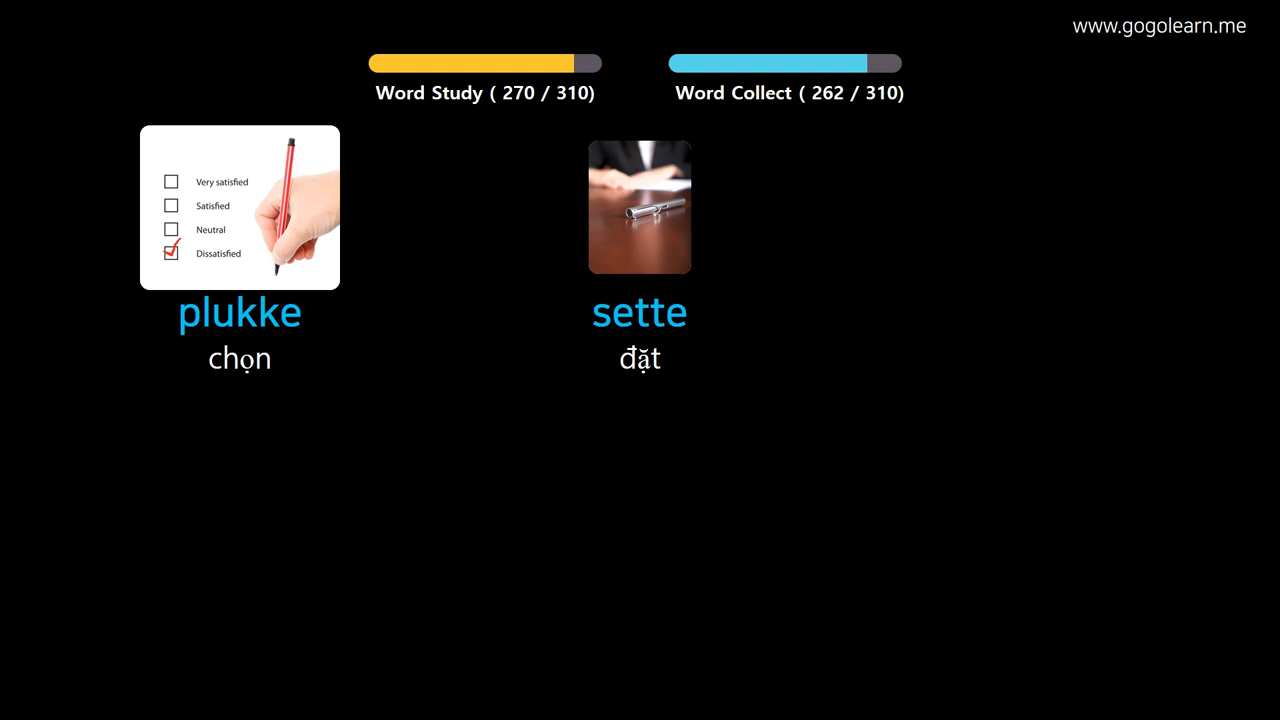 www.gogolearn.me
Word Study ( 270 / 310)
Word Collect ( 262 / 310)
Very satisfied
Satisfied
Neutral
Dissatisfied
plukke
sette
chọn
đặt